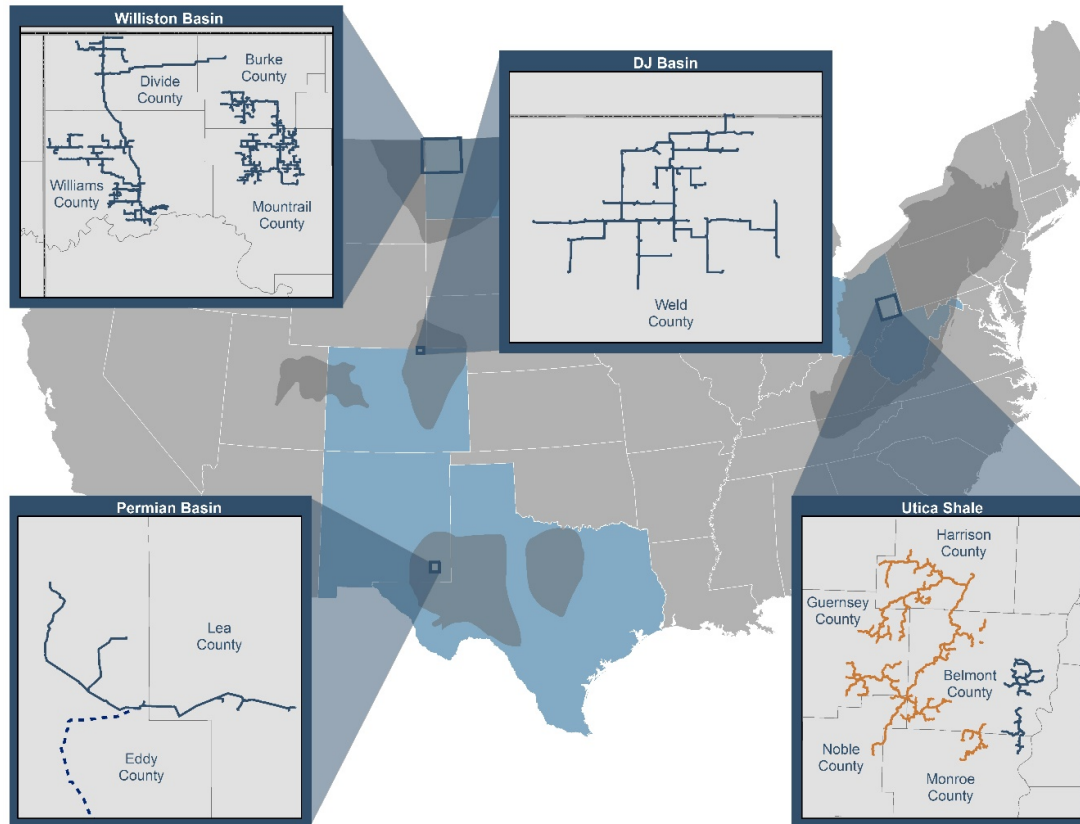 Williston Basin
Divide
County
Burke
County
Williams
County
Mountrail
County
DJ Basin
Weld
County
Permian Basin
Lea
County
Eddy
County
Utica Shale
Harrison
County
Guernsey
County
Belmont
County
Noble
County
Monroe
County